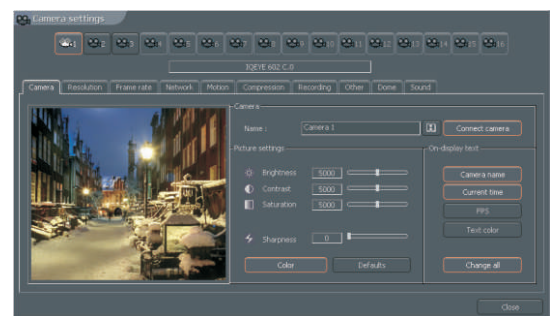 Camera settings
1 2 3 4 5 6 7 8 9 10 11 12 13 14 15 16
IQEYE 602 C.0
Camera Resolution Frame rate Network Motion Compression Recording Other Dome Sound
Camera
Name : Camera 1 Connect camera
Picture settings
On-display text
Brightness 5000
Contrast 5000
Saturation 5000
Sharpness 0
Color Defaults
Camera name
Current time
FPS
Text color
Change all
Close